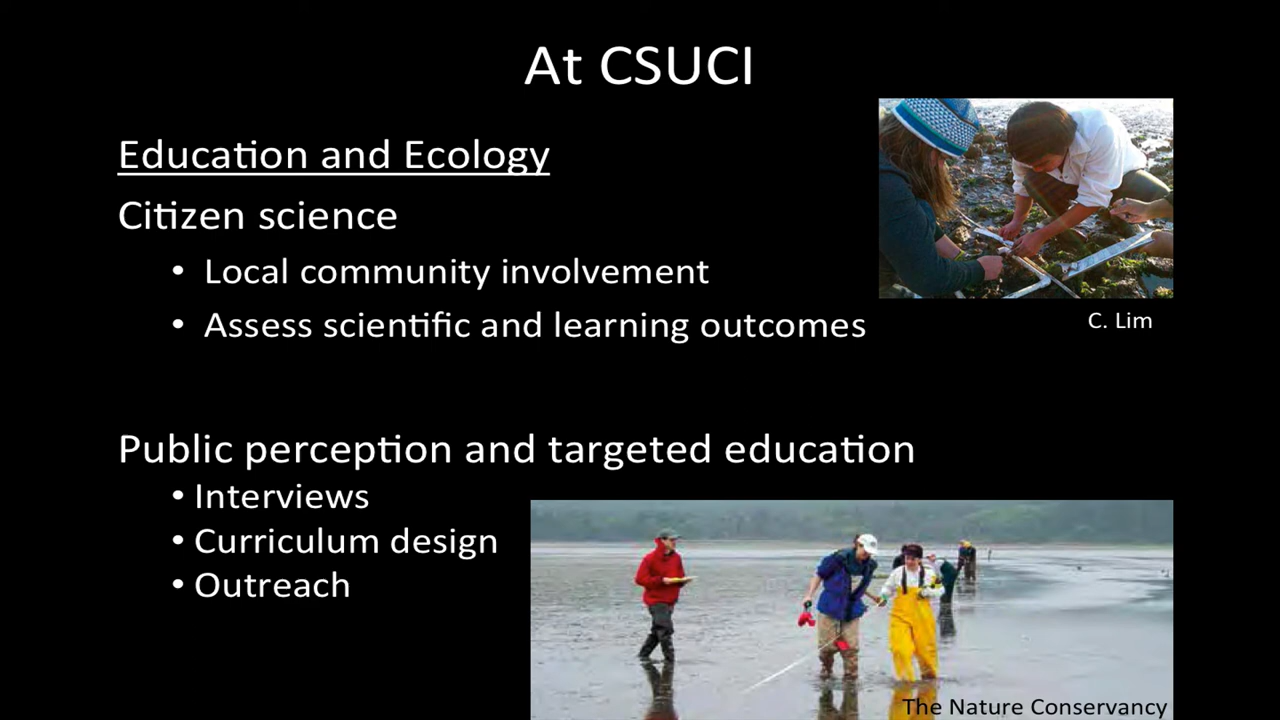 At CSUCI
Education and Ecology
Citizen science
• Local community involvement
• Assess scientific and learning outcomes
C. Lim
Public perception and targeted education
• Interviews
• Curriculum design
• Outreach
The Nature Conservancy